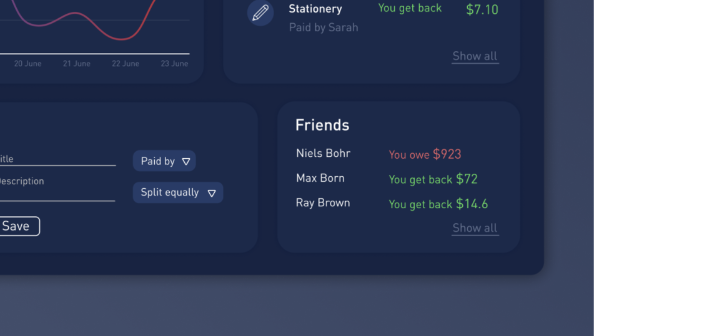 Stationery You get back $7.10
Paid by Sarah
Show all
20 June 21 June 22 June 23 June
Friends
Niels Bohr You owe $923
Max Born You get back $72
Ray Brown You get back $14.6
Show all
Paid by
Split equally
Save